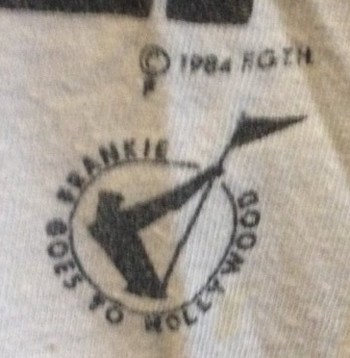 © 1984 FGTH
P
FRANKIE GOES TO HOLLYWOOD